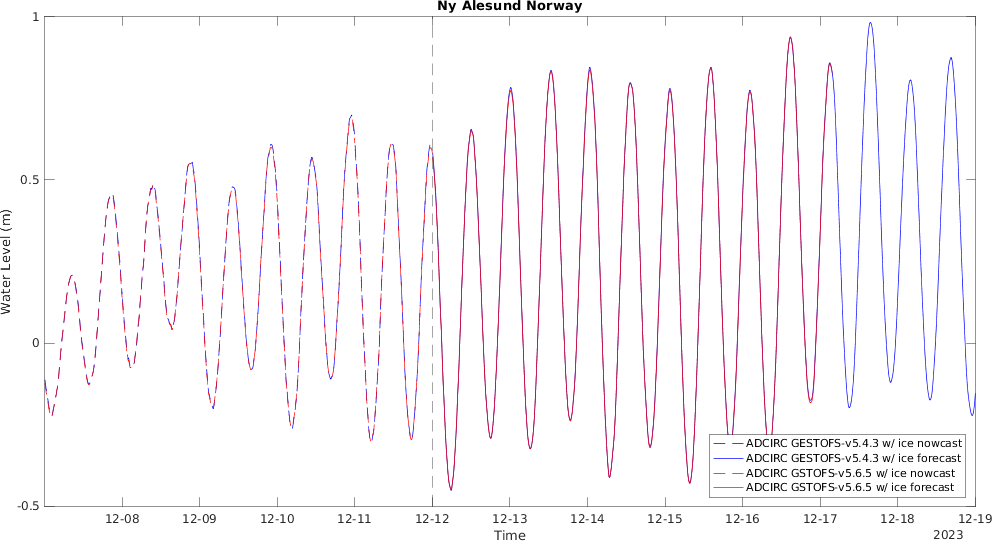 Ny Alesund Norway
1
0.5
0
-0.5
Water Level (m)
ADCIRC GESTOFS-v5.4.3 w/ ice nowcast
ADCIRC GESTOFS-v5.4.3 w/ ice forecast
ADCIRC GSTOFS-v5.6.5 w/ ice nowcast
ADCIRC GSTOFS-v5.6.5 w/ ice forecast
12-08 12-09 12-10 12-11 12-12 12-13 12-14 12-15 12-16 12-17 12-18 12-19
Time
2023